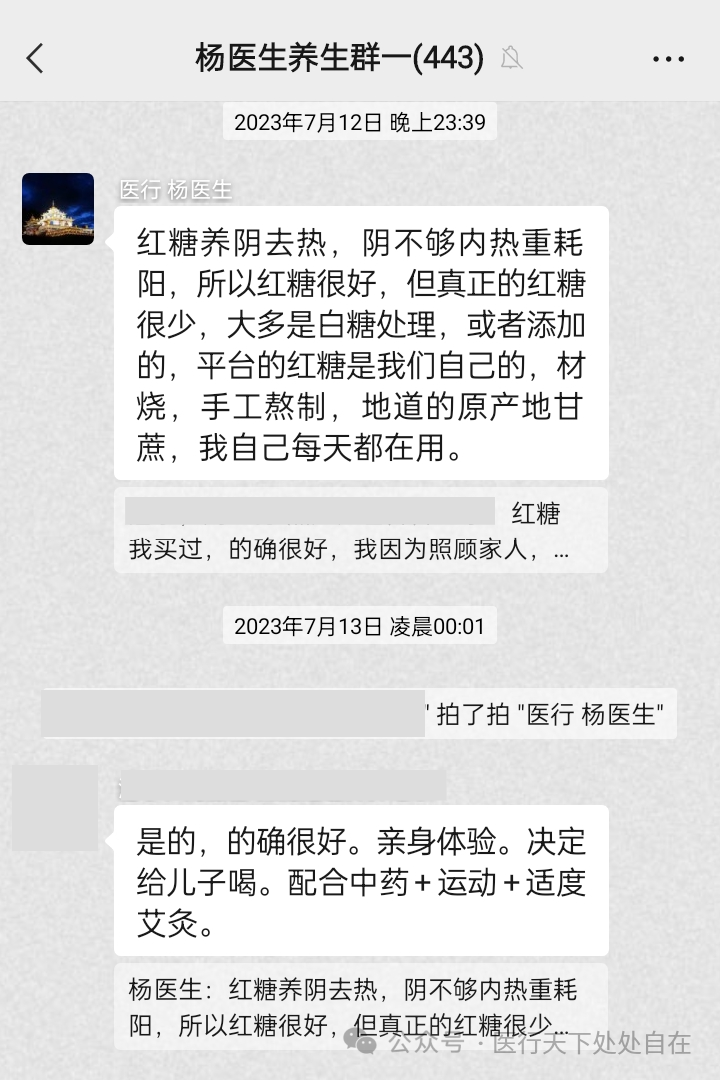 杨医生养生群一(443)
2023年7月12日 晚上23:39
医行 杨医生
红糖养阴去热，阴不够内热重耗
阳，所以红糖很好，但真正的红糖
很少，大多是白糖处理，或者添加
的，平台的红糖是我们自己的，材
烧，手工熬制，地道的原产地甘
蔗，我自己每天都在用。
红糖
我买过，的确很好，我因为照顾家人，...
2023年7月13日 凌晨00:01
" 拍了拍 "医行 杨医生"
是的，的确很好。亲身体验。决定
给儿子喝。配合中药+运动+适度
艾灸。
杨医生：红糖养阴去热，阴不够内热重耗
阳，所以红糖很好，但真正的红糖很少...
公众号 · 医行天下处处自在